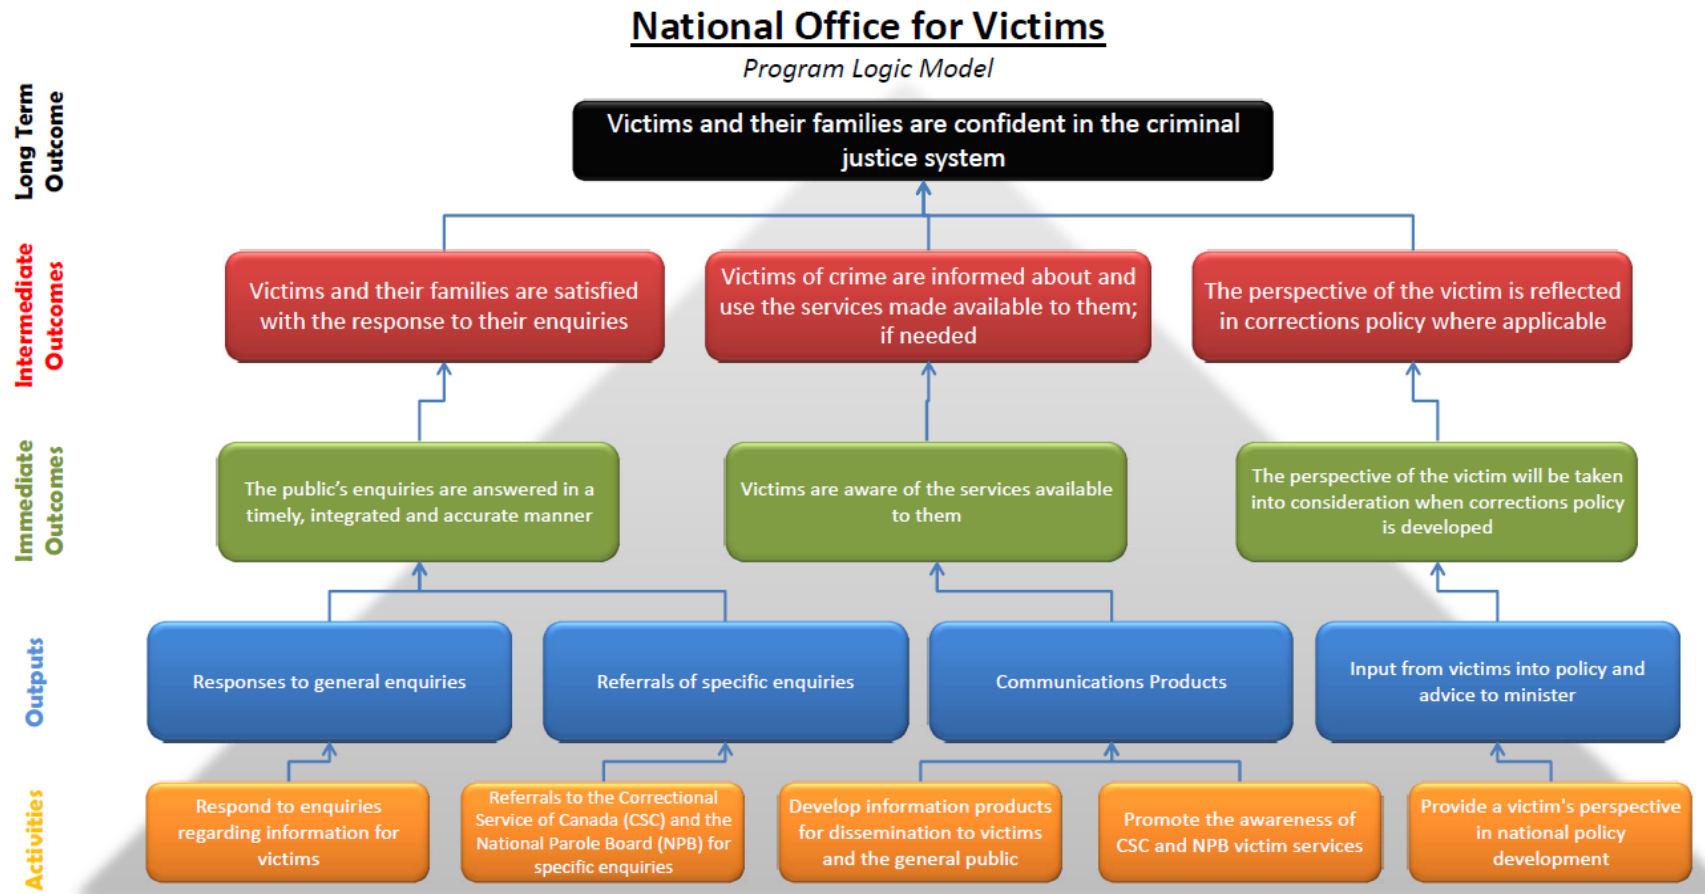 National Office for Victims
Program Logic Model
Long Term
Outcome
Victims and their families are confident in the criminal
justice system
Intermediate
Outcomes
Victims and their families are satisfied
with the response to their enquiries
Victims of crime are informed about and
use the services made available to them;
if needed
The perspective of the victim is reflected
in corrections policy where applicable
Immediate
Outcomes
The public's enquiries are answered in a
timely, integrated and accurate manner
Victims are aware of the services available
to them
The perspective of the victim will be taken
into consideration when corrections policy
is developed
Outputs
Responses to general enquiries
Referrals of specific enquiries
Communications Products
Input from victims into policy and
advice to minister
Activities
Respond to enquiries
regarding information for
victims
Referrals to the Correctional
Service of Canada (CSC) and the
National Parole Board (NPB) for
specific enquiries
Develop information products
for dissemination to victims
and the general public
Promote the awareness of
CSC and NPB victim services
Provide a victim's perspective
in national policy
development